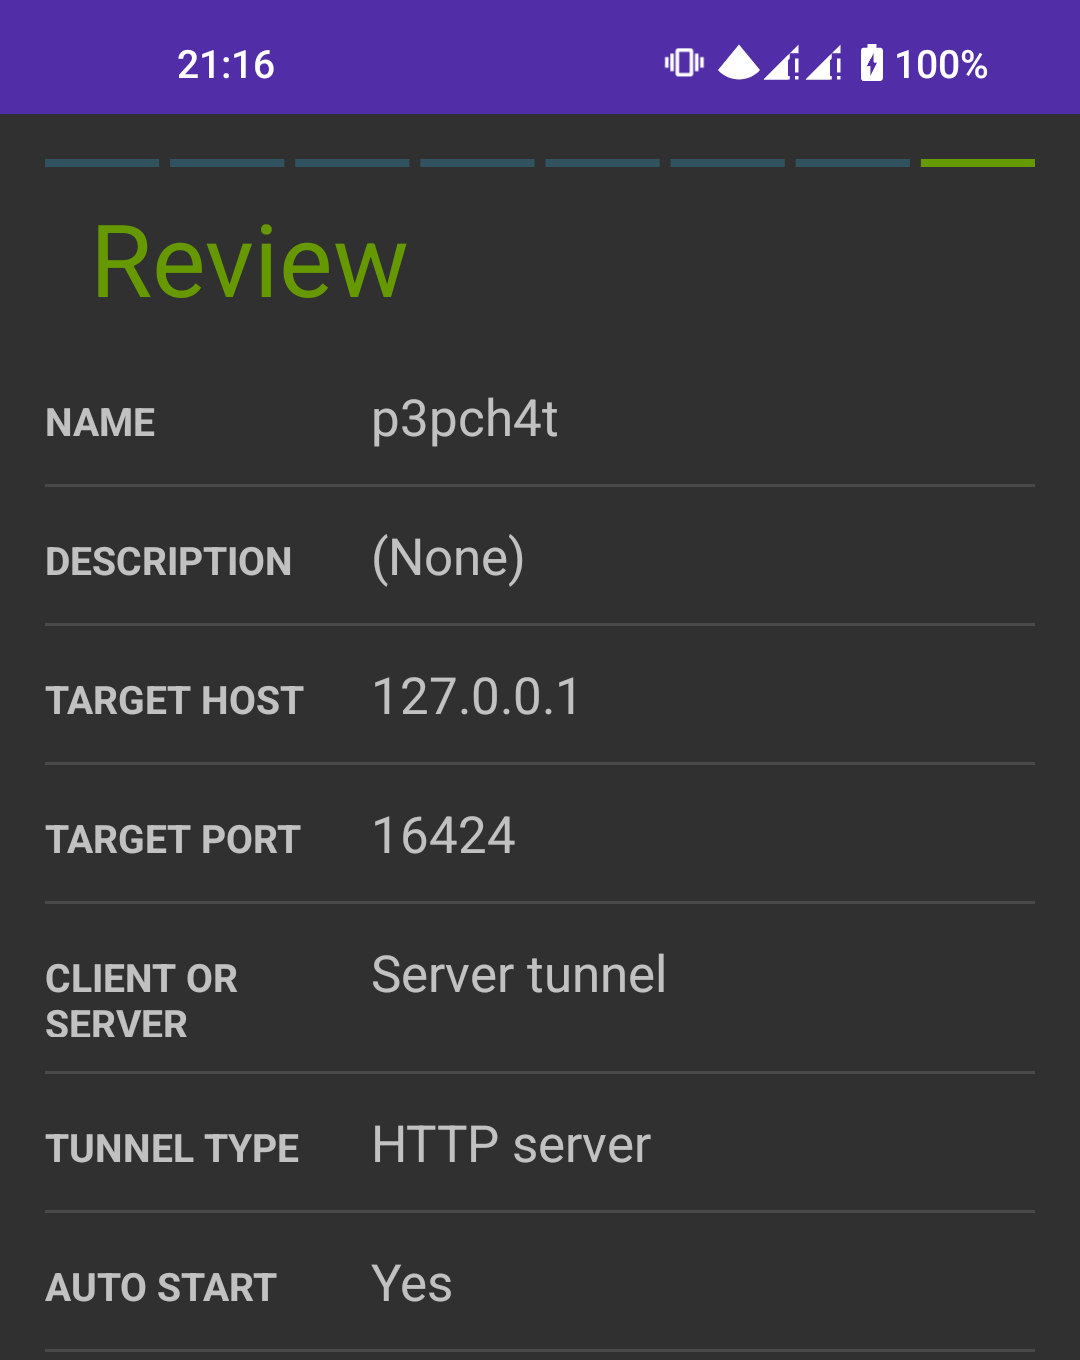 21:16 100%
Review
NAME p3pch4t
DESCRIPTION (None)
TARGET HOST 127.0.0.1
TARGET PORT 16424
CLIENT OR Server tunnel
SERVER
TUNNEL TYPE HTTP server
AUTO START Yes